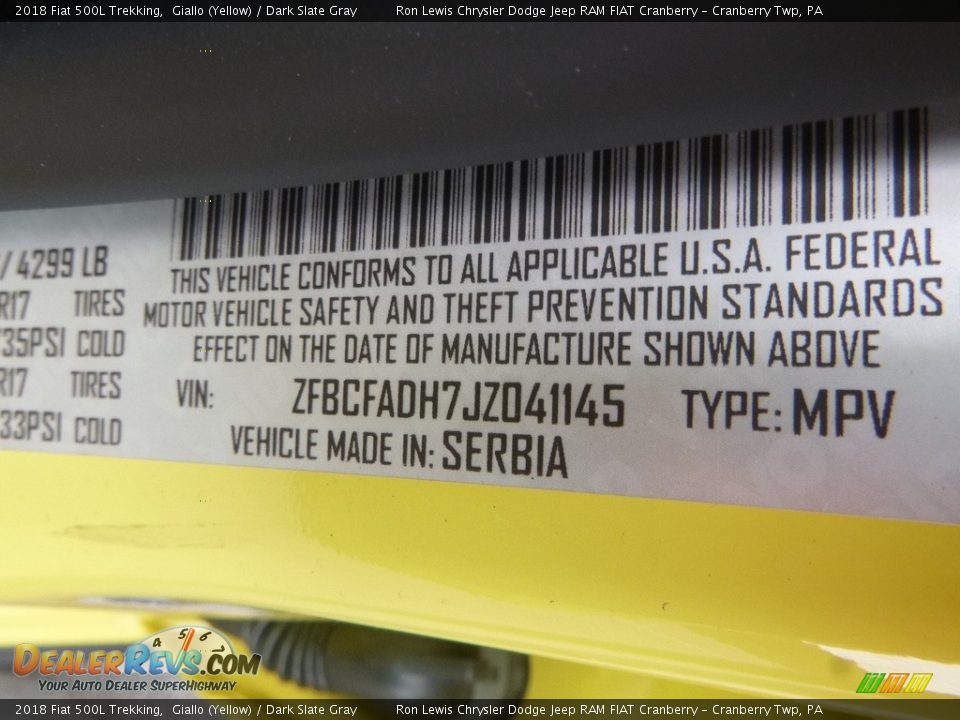 2018 Fiat 500L Trekking, Giallo (Yellow) / Dark Slate Gray Ron Lewis Chrysler Dodge Jeep RAM FIAT Cranberry - Cranberry Twp, PA
/ 4299 LB
R17 TIRES
35PSI COLD
R17 TIRES
33PSI COLD
THIS VEHICLE CONFORMS TO ALL APPLICABLE U.S.A. FEDERAL
MOTOR VEHICLE SAFETY AND THEFT PREVENTION STANDARDS
EFFECT ON THE DATE OF MANUFACTURE SHOWN ABOVE
VIN: ZFBCFADH7JZ041145 TYPE: MPV
VEHICLE MADE IN: SERBIA
4 5 6
DEALERREVS.COM
YOUR AUTO DEALER SUPERHIGHWAY
2018 Fiat 500L Trekking, Giallo (Yellow) / Dark Slate Gray Ron Lewis Chrysler Dodge Jeep RAM FIAT Cranberry - Cranberry Twp, PA